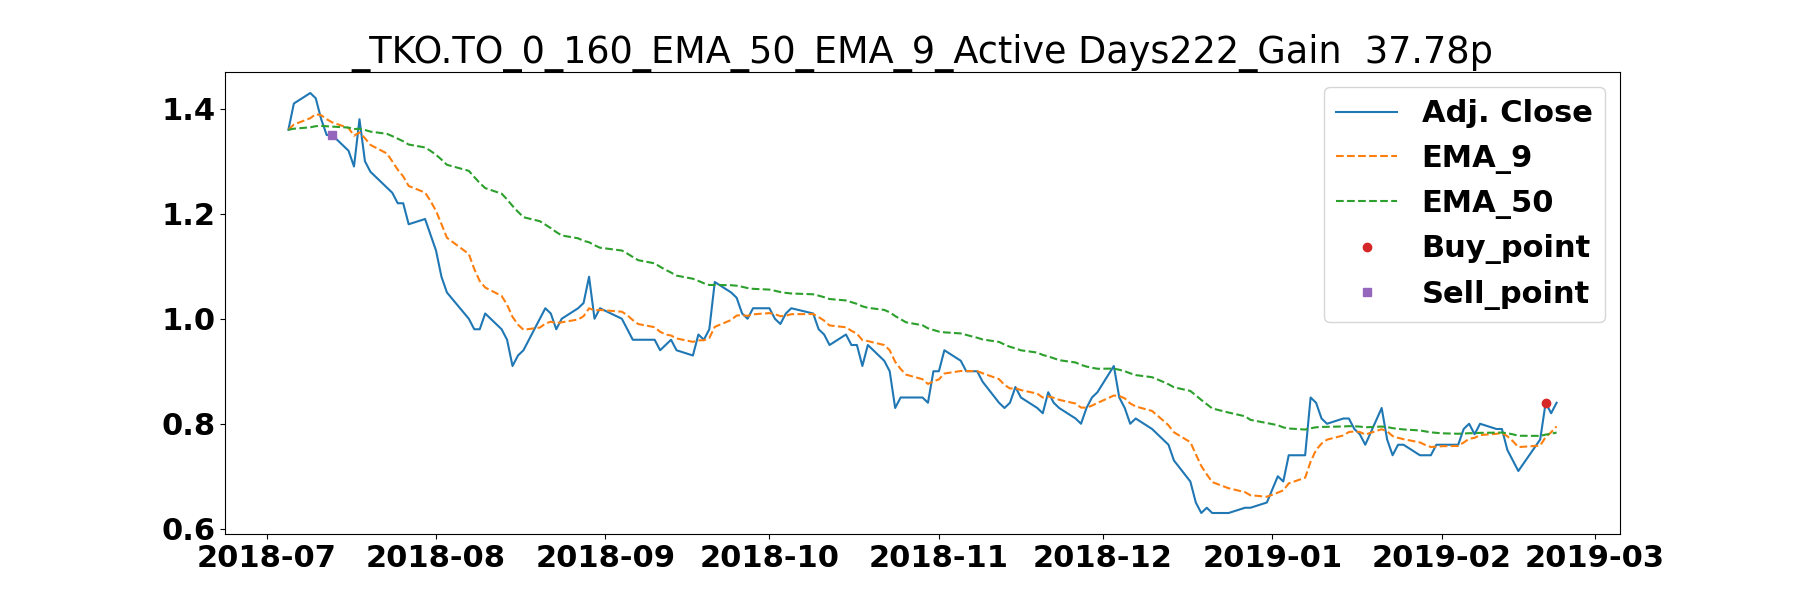 _TKO.TO_0_160_EMA_50_EMA_9_Active Days222_Gain  37.78p
1.4
1.2
1.0
0.8
0.6
Adj. Close
EMA_9
EMA_50
Buy_point
Sell_point
2018-07 2018-08 2018-09 2018-10 2018-11 2018-12 2019-01 2019-02 2019-03